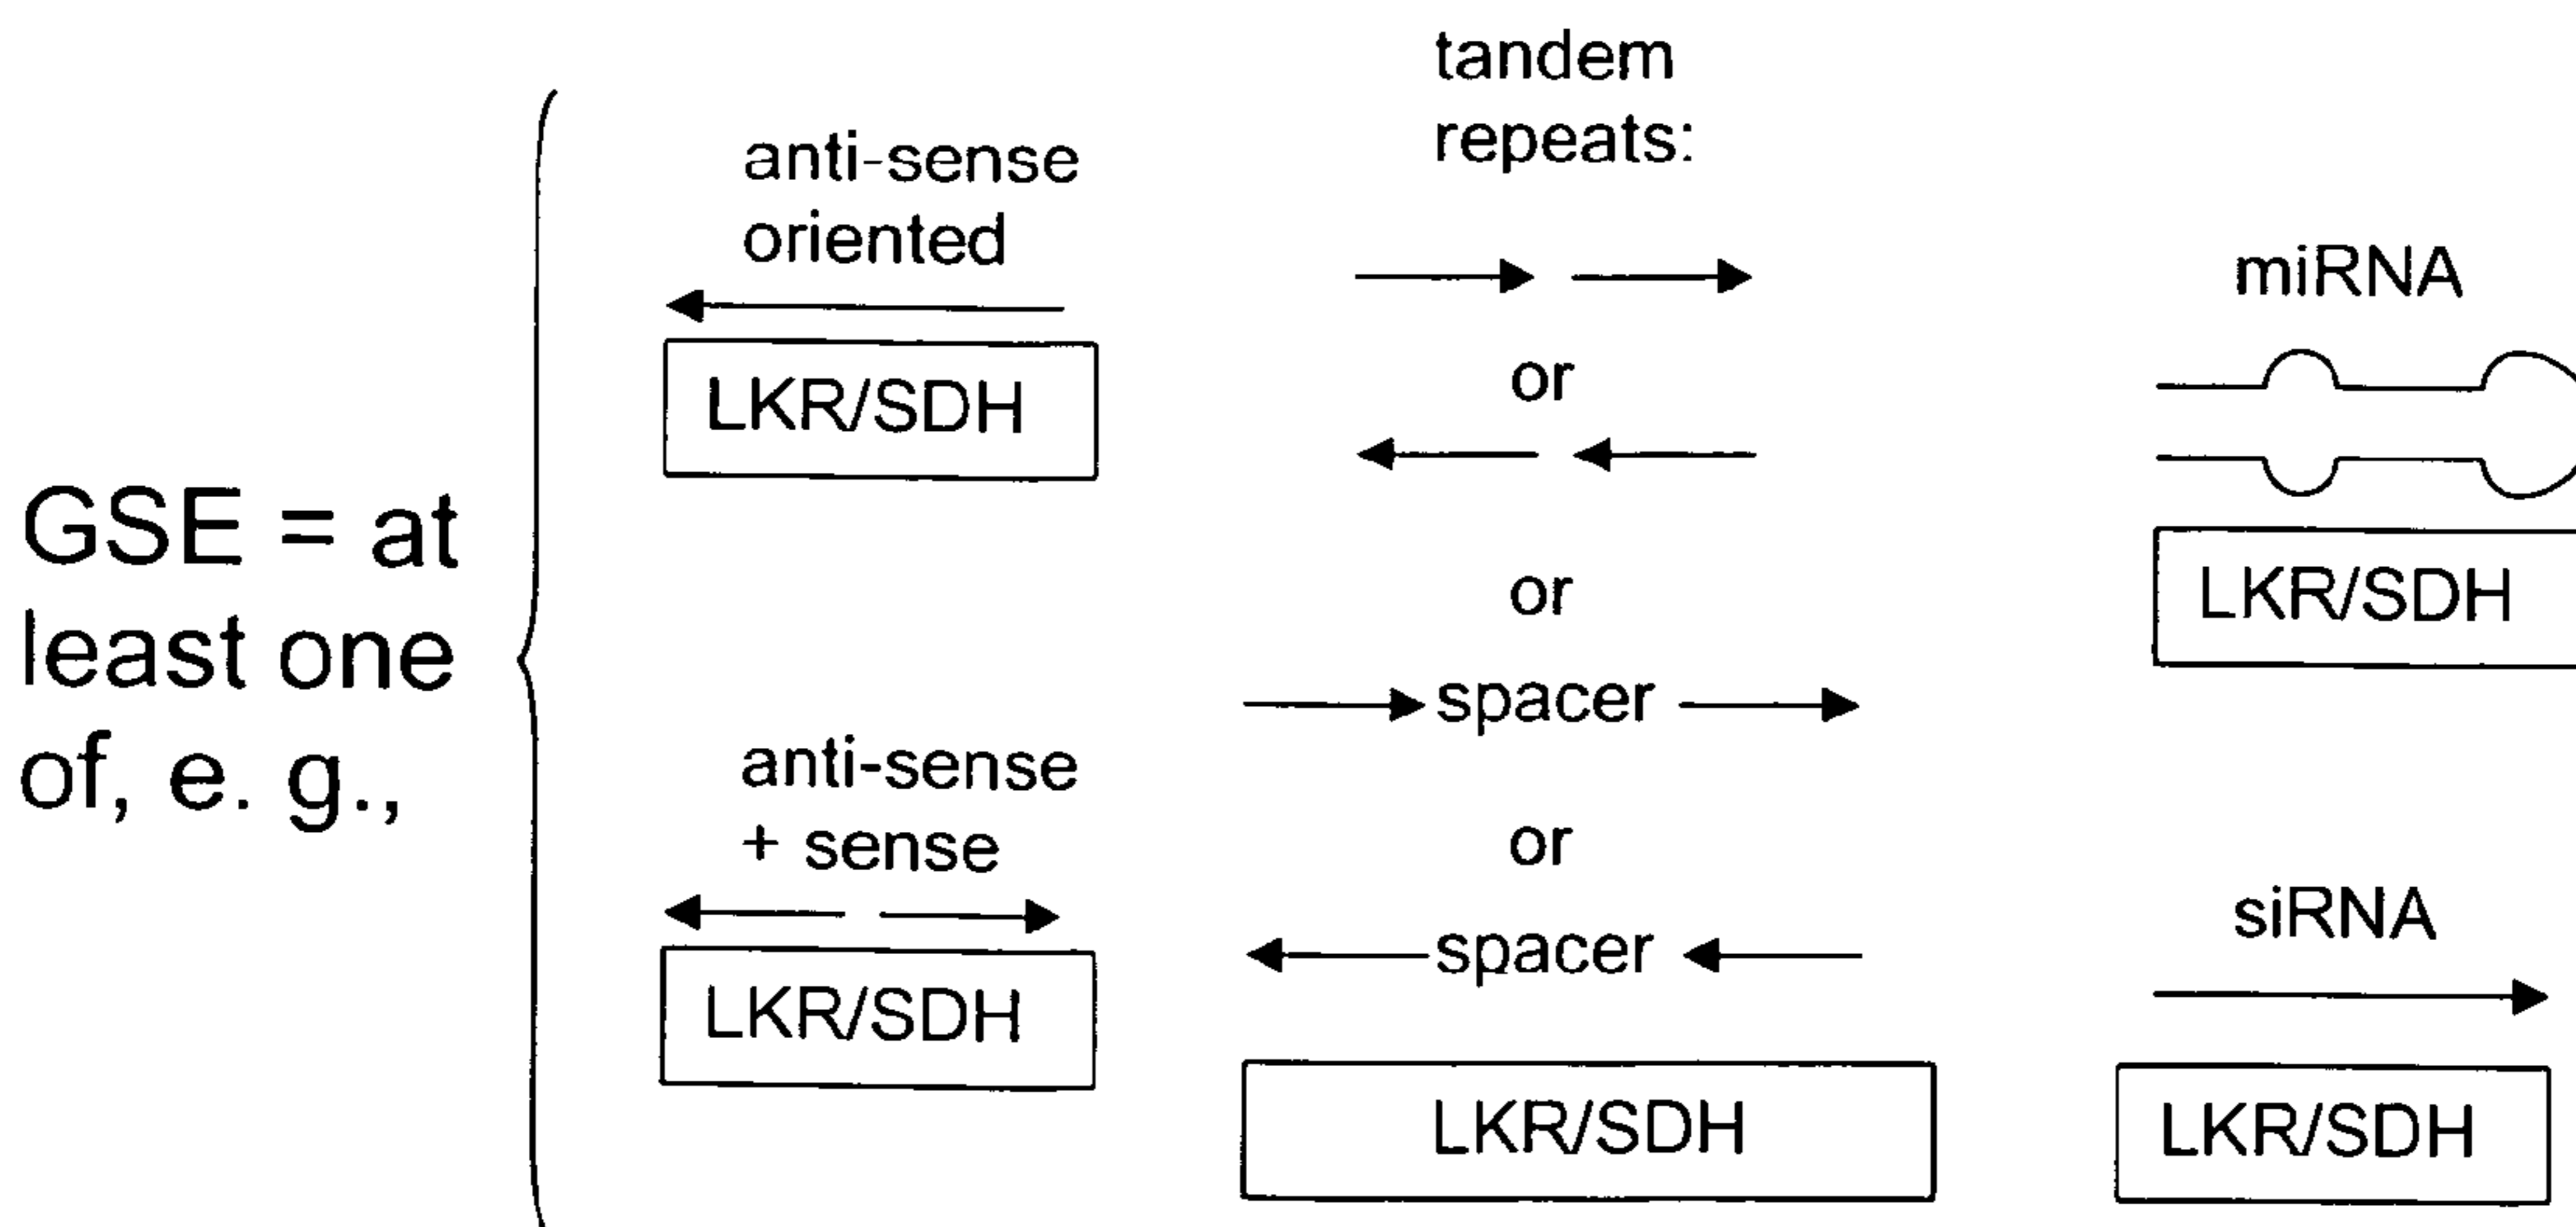 GSE = at
least one
of, e. g.,
anti-sense
oriented
LKR/SDH
anti-sense
+ sense
LKR/SDH
tandem
repeats:
or
or
spacer
or
spacer
LKR/SDH
miRNA
LKR/SDH
siRNA
LKR/SDH